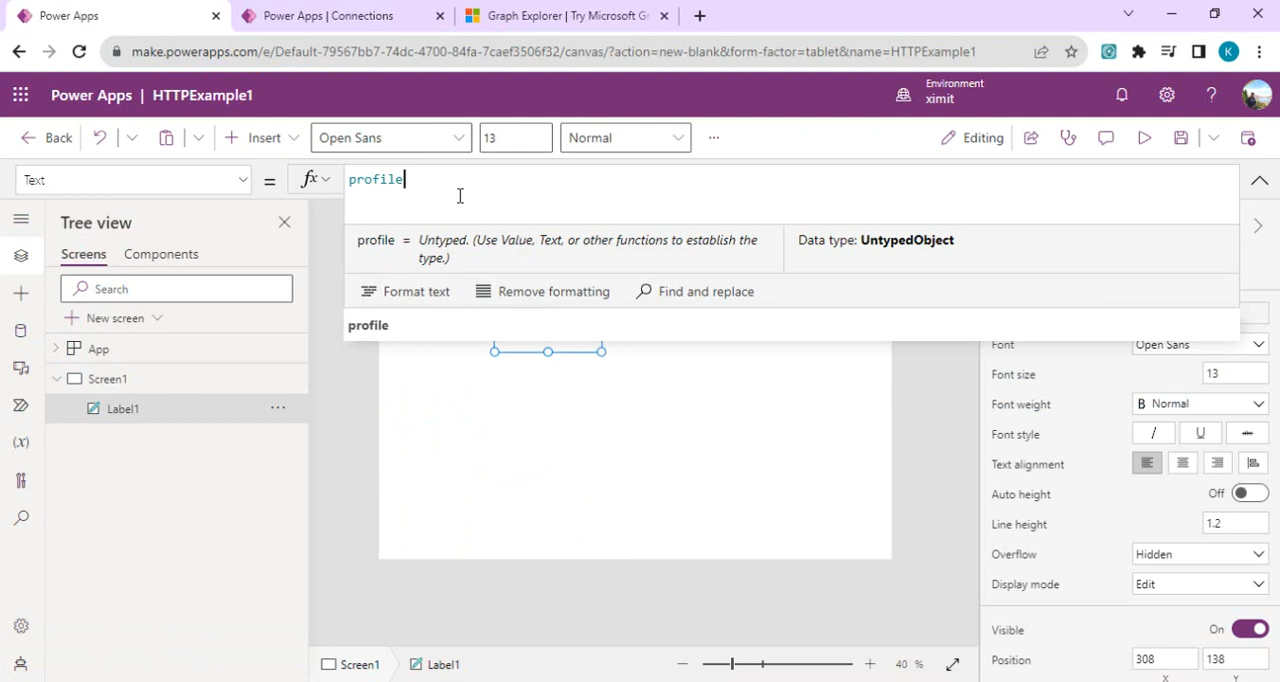 Power Apps
Power Apps | Connections
Graph Explorer | Try Microsoft Gr
make.powerapps.com/e/Default-79567bb7-74dc-4700-84fa-7caef3506f32/canvas/?action=new-blank&form-factor=tablet&name=HTTPExample1
K
Power Apps | HTTPExample1
Environment
ximit
Back
Insert
Open Sans
13
Normal
Editing
Text
=
fx
profile
profile = Untyped. (Use Value, Text, or other functions to establish the
type.)
Data type: UntypedObject
Format text
Remove formatting
Find and replace
profile
Tree view
Screens
Components
Search
New screen
App
Screen1
Label1
Font
Open Sans
Font size
13
Font weight
B Normal
Font style
/
U
abc
Text alignment
Auto height
Off
Line height
1.2
Overflow
Hidden
Display mode
Edit
Visible
On
Position
308
138
X
Y
Screen1
Label1
40 %